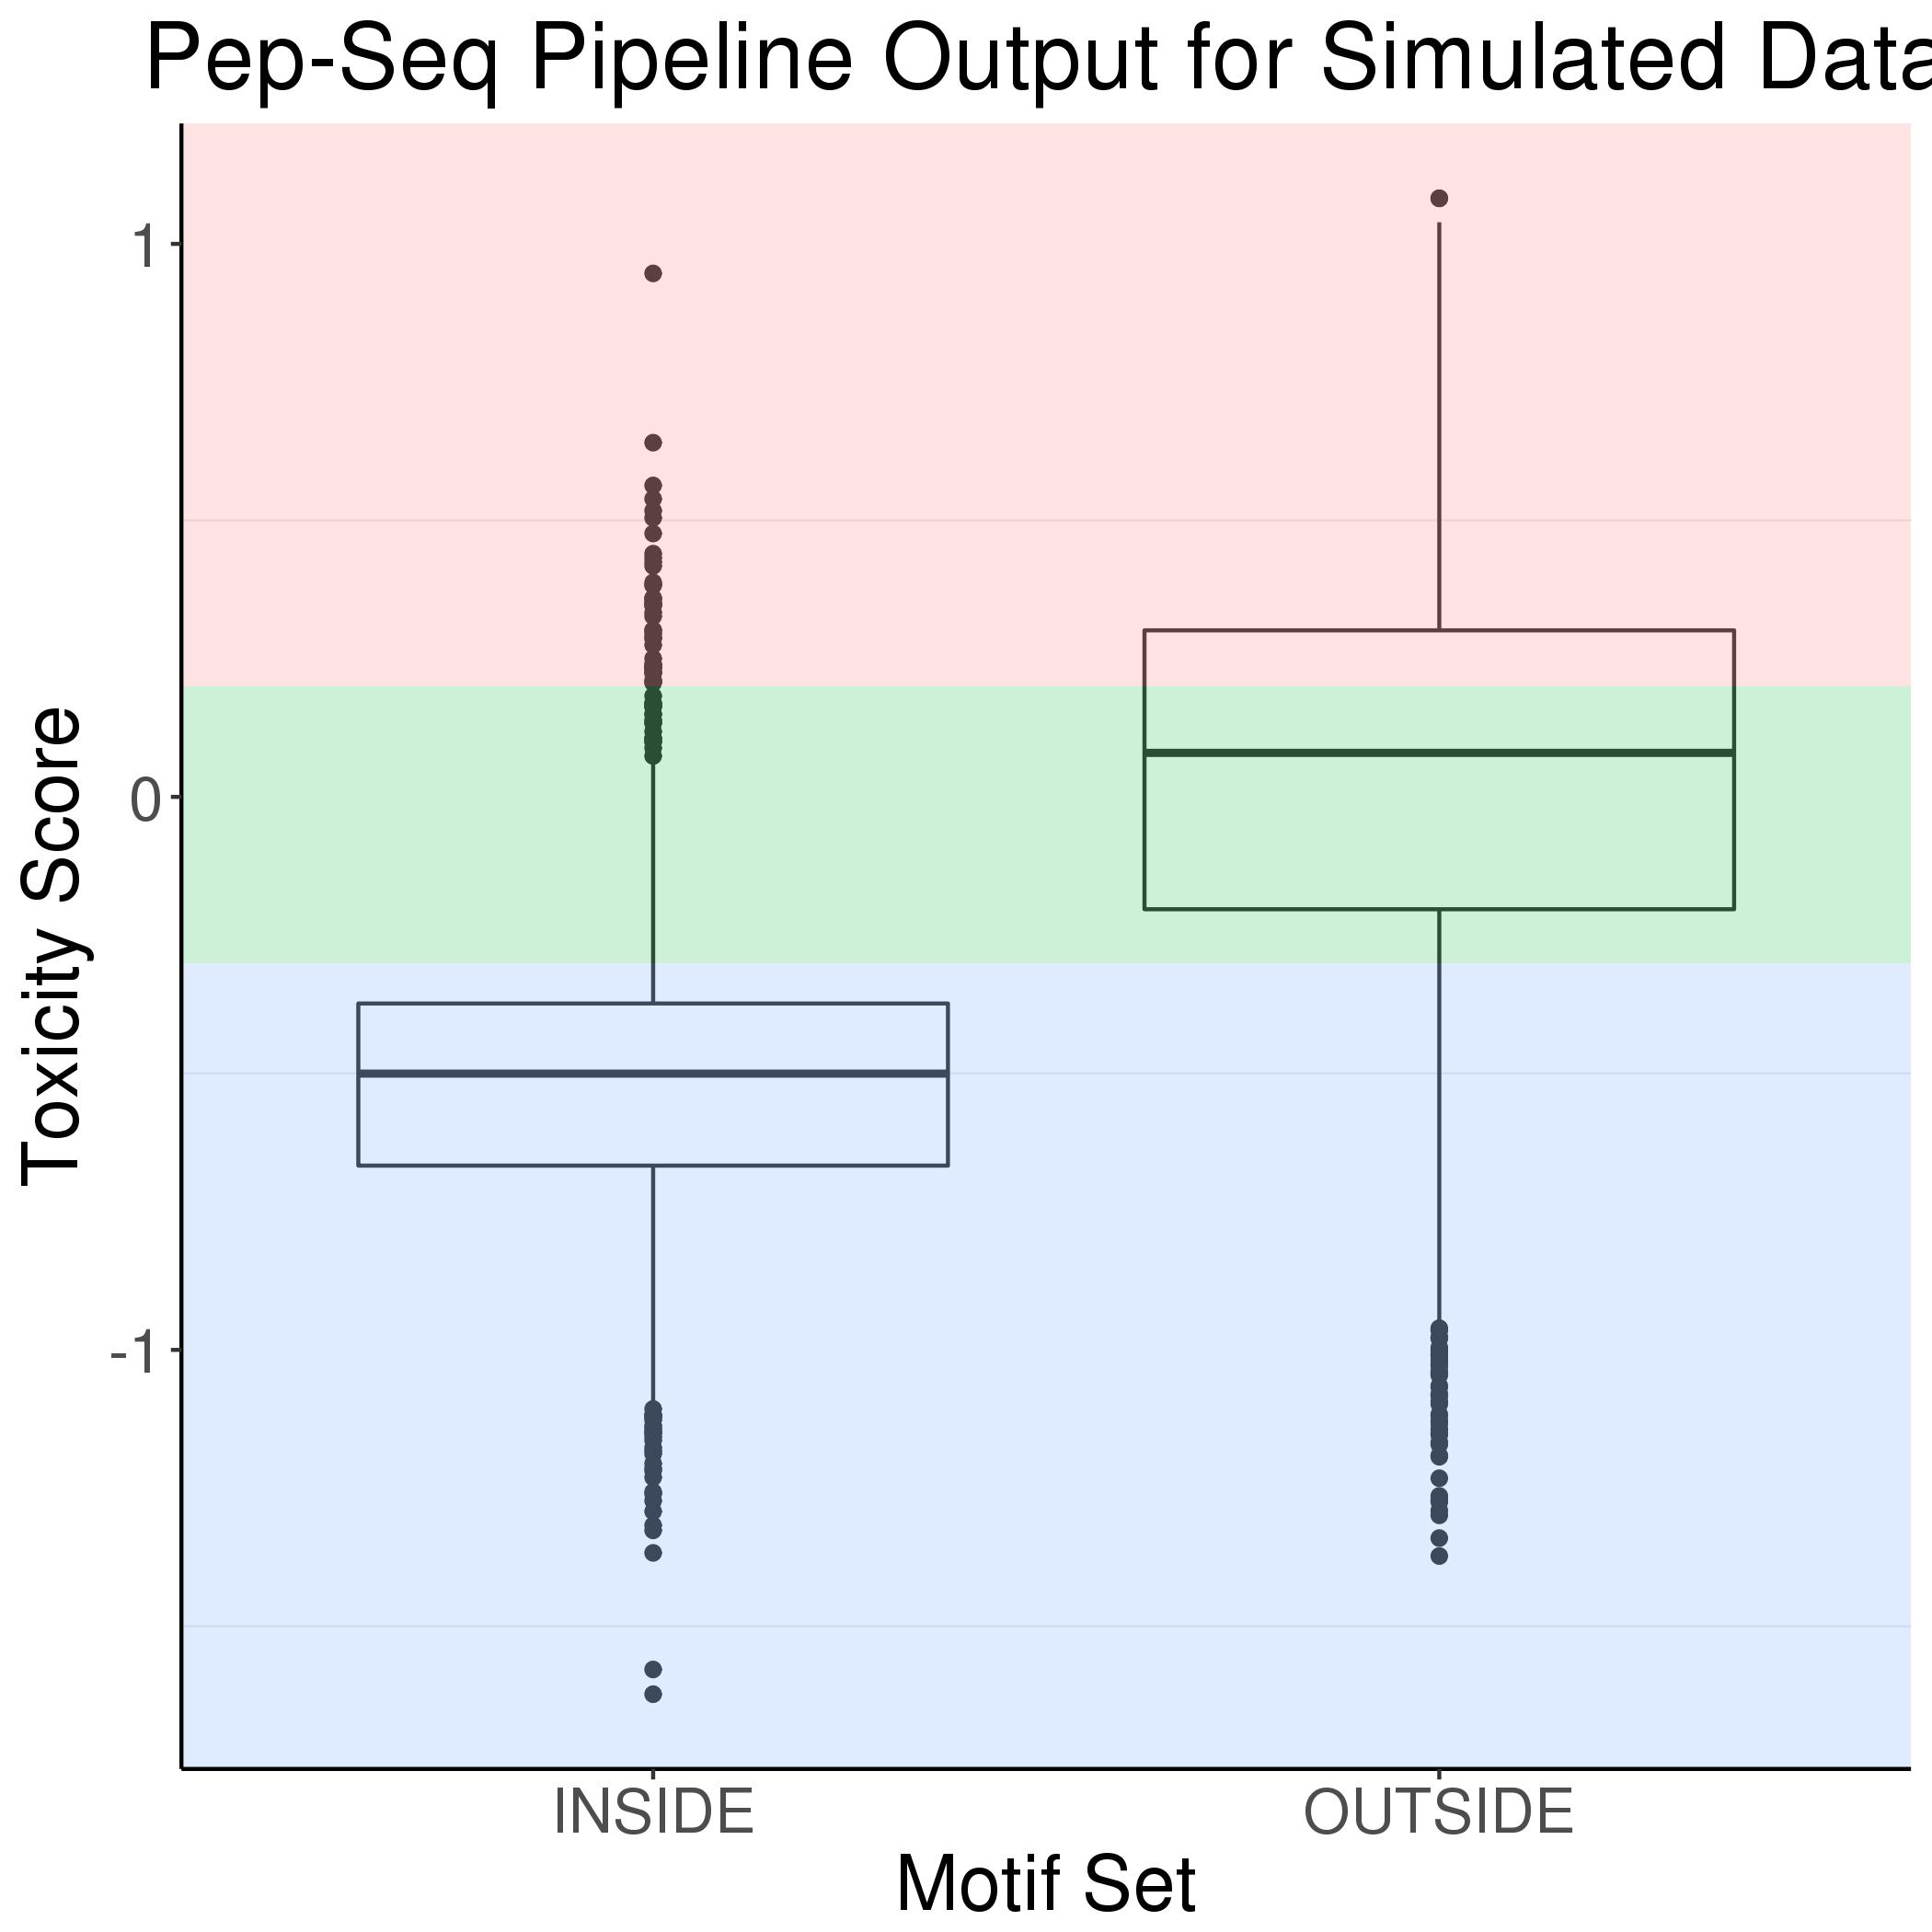 Pep-Seq Pipeline Output for Simulated Data
Toxicity Score
1
0
-1
INSIDE
OUTSIDE
Motif Set